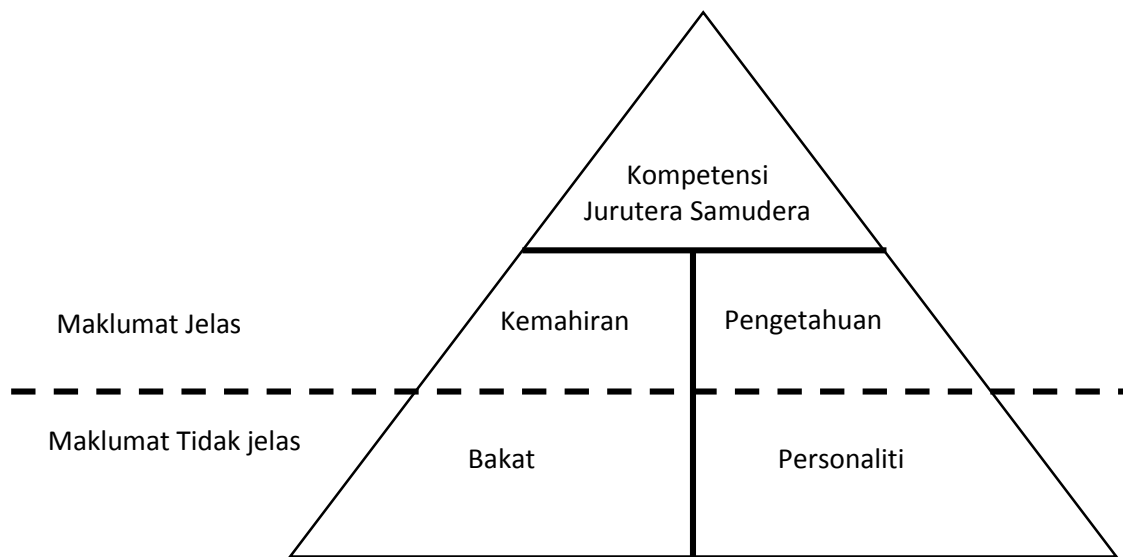 Kompetensi
Jurutera Samudera
Maklumat Jelas
Kemahiran
Pengetahuan
Maklumat Tidak jelas
Bakat
Personaliti